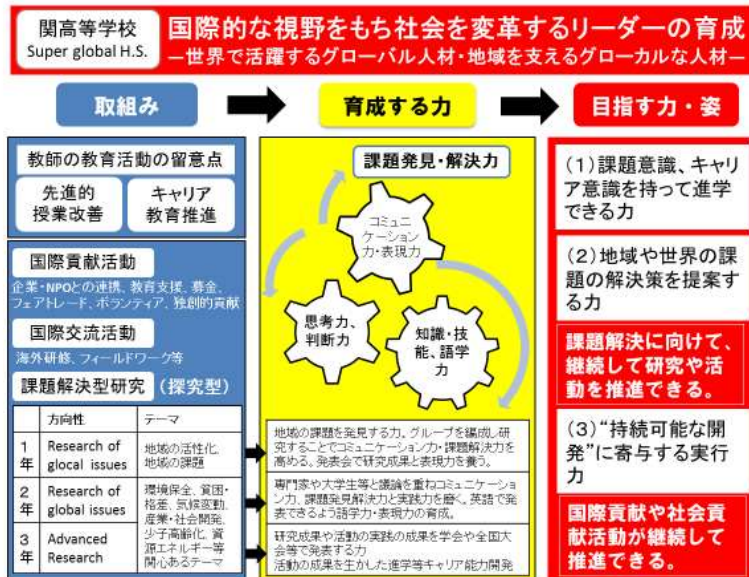 関高等学校
Super global H.S.
国際的な視野をもち社会を変革するリーダーの育成
―世界で活躍するグローバル人材・地域を支えるグローカルな人材―
取組み
育成する力
目指す力・姿
教師の教育活動の留意点
先進的
授業改善
キャリア
教育推進
国際貢献活動
企業・NPOとの連携、教育支援、募金、
フェアトレード、ボランティア、独創的貢献
国際交流活動
海外研修、フィールドワーク等
課題解決型研究（探究型）
方向性
テーマ
1
年
Research of
glocal issues
地域の活性化、
地域の課題
2
年
Research of
global issues
3
年
Advanced
Research
環境保全、貧困・
格差、気候変動、
産業・社会開発、
少子高齢化、資
源エネルギー等
関心あるテーマ
課題発見・解決力
コミュニ
ケーション
力・表現力
思考力、
判断力
知識・技
能、語学
力
地域の課題を発見する力。グループを編成し研
究することでコミュニケーション力・課題解決力を
高める。発表会で研究成果と表現力を養う。
専門家や大学生等と議論を重ねコミュニケーショ
ン力、課題発見解決力と実践力を磨く。英語で発
表できるよう語学力・表現力の育成。
研究成果や活動の実践の成果を学会や全国大
会等で発表する力
活動の成果を生かした進学等キャリア能力開発
（1）課題意識、キャリ
ア意識を持って進学
できる力
（2）地域や世界の課
題の解決策を提案す
る力
課題解決に向けて、
継続して研究や活
動を推進できる。
（3）“持続可能な開
発”に寄与する実行
力
国際貢献や社会貢
献活動が継続して
推進できる。